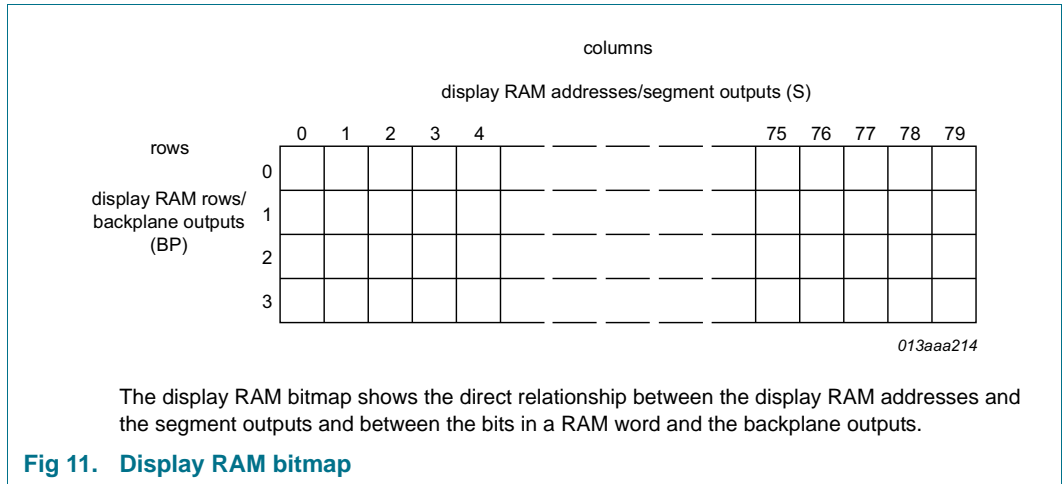 columns
display RAM addresses/segment outputs (S)
0 1 2 3 4 75 76 77 78 79
rows
0
display RAM rows/
backplane outputs
(BP)
1
2
3
013aaa214
The display RAM bitmap shows the direct relationship between the display RAM addresses and
the segment outputs and between the bits in a RAM word and the backplane outputs.
Fig 11. Display RAM bitmap